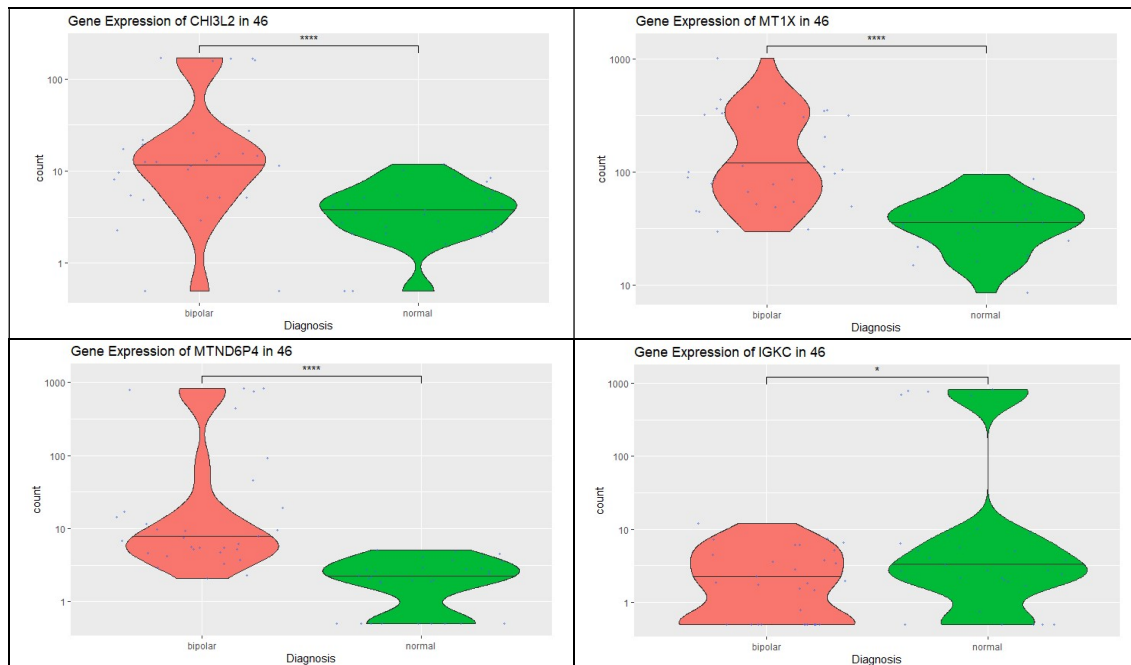 Gene Expression of CHI3L2 in 46
****
100
10
1
count
bipolar
normal
Diagnosis
Gene Expression of MT1X in 46
****
1000
100
10
count
bipolar
normal
Diagnosis
Gene Expression of MTND6P4 in 46
****
1000
100
10
1
count
bipolar
normal
Diagnosis
Gene Expression of IGKC in 46
*
1000
100
10
1
count
bipolar
normal
Diagnosis